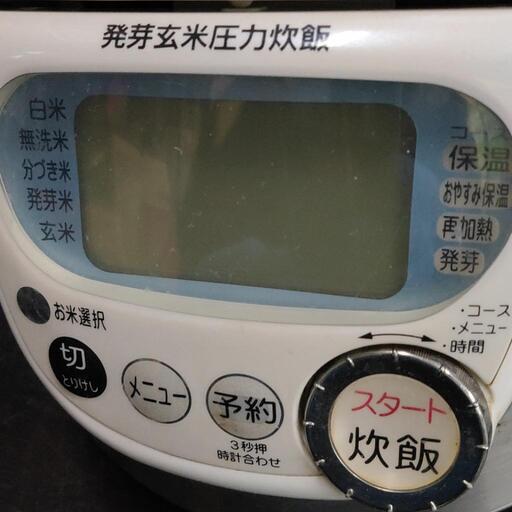 発芽玄米圧力炊飯
白米
無洗米
分づき米
発芽米
玄米
コース
保温
おやすみ保温
再加熱
発芽
お米選択
・コース
・メニュー
・時間
切
とりけし
メニュー
予約
3秒押
時計合わせ
スタート
炊飯